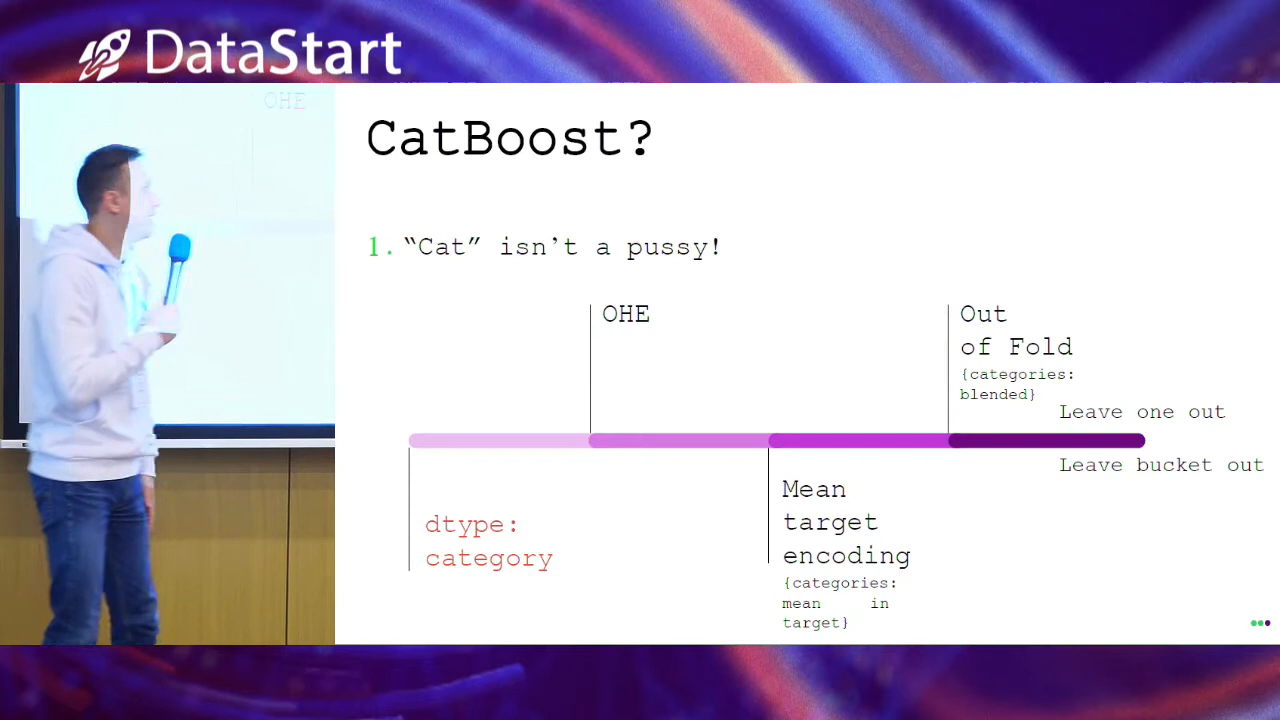 DataStart
OHE
CatBoost?
1. “Cat” isn’t a pussy!
OHE
Out
of Fold
{categories:
blended}
Leave one out
Leave bucket out
dtype:
category
Mean
target
encoding
{categories:
mean in
target}